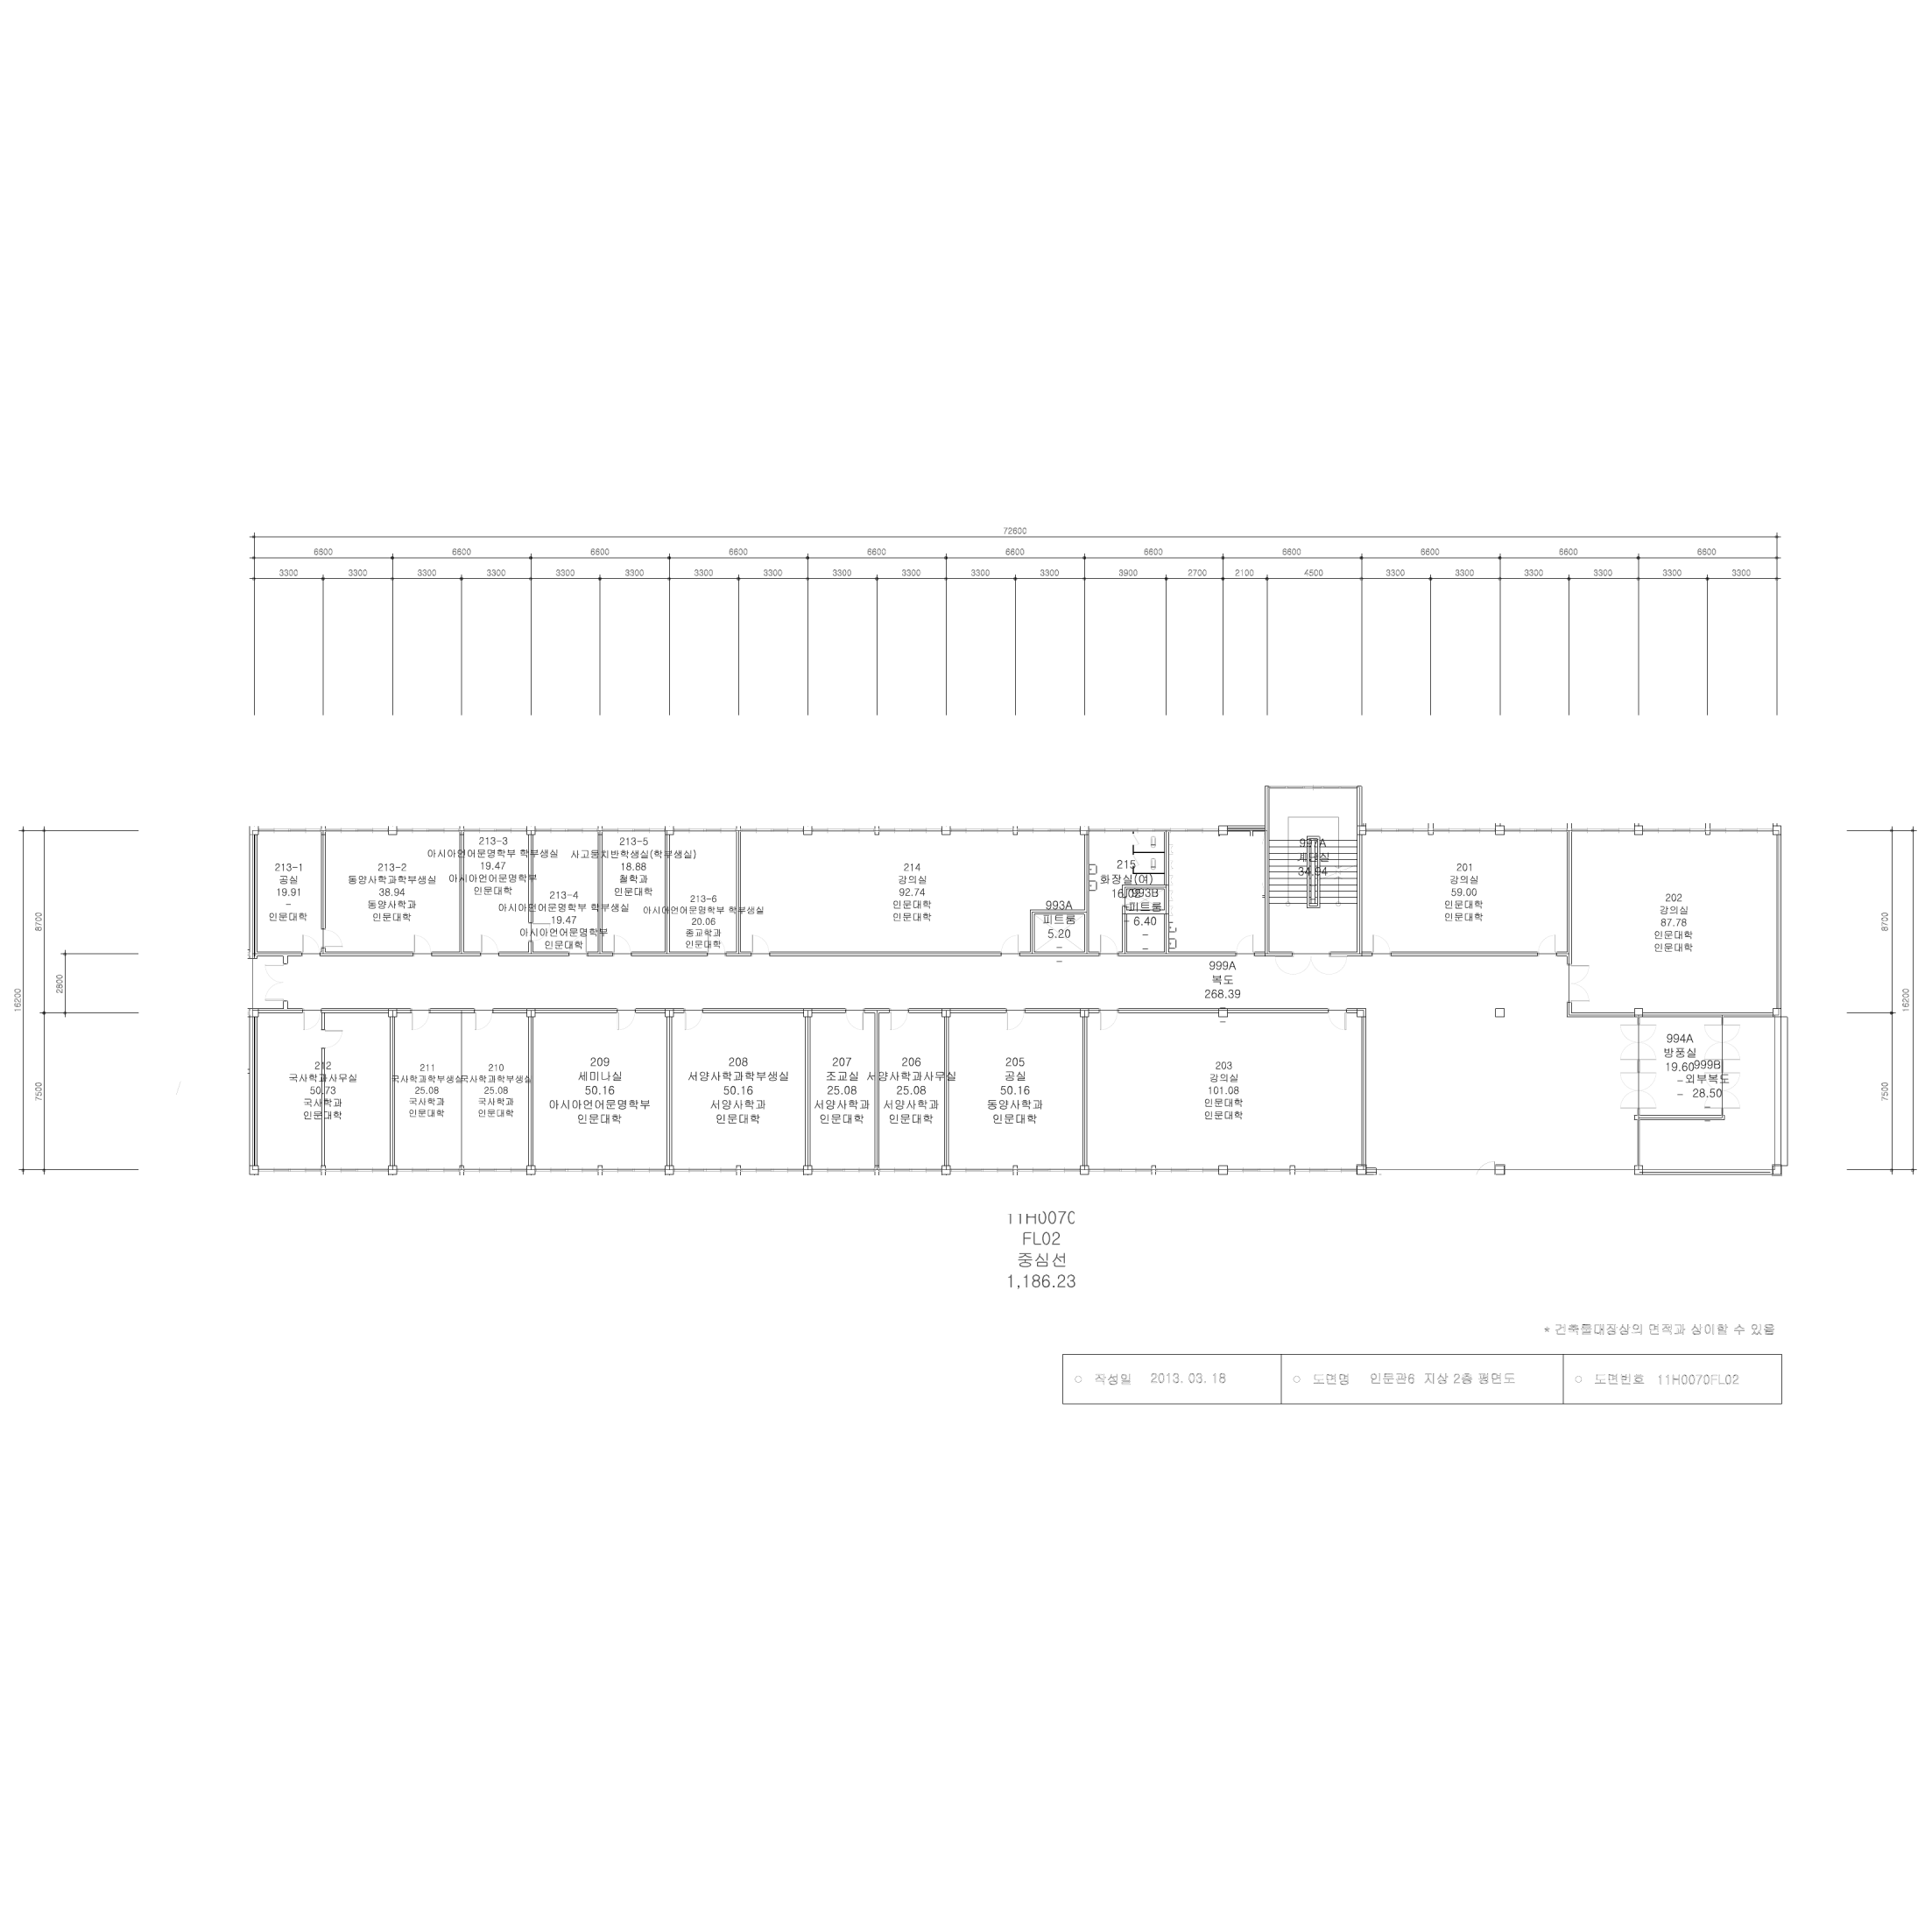 72600
6600 6600 6600 6600 6600 6600 6600 6600 6600 6600 6600
3300 3300 3300 3300 3300 3300 3300 3300 3300 3300 3300 3300 3900 2700 2100 4500 3300 3300 3300 3300 3300 3300
16200
8700
2800
7500
8700
7500
16200
213-1
공실
19.91
-
인문대학
213-2
동양사학과학부생실
38.94
동양사학과
인문대학
213-3
아시아언어문명학부 학부생실
19.47
아시아언어문명학부
인문대학
213-4
아시아언어문명학부 학부생실
19.47
아시아언어문명학부
인문대학
213-5
사고뭉치반학생실(학부생실)
18.88
철학과
인문대학
213-6
아시아언어문명학부 학부생실
20.06
종교학과
인문대학
214
강의실
92.74
인문대학
인문대학
993A
피트룸
5.20
-
-
215
화장실(여)
993B
피트룸
6.40
-
-
997A
계단실
34.94
201
강의실
59.00
인문대학
인문대학
202
강의실
87.78
인문대학
인문대학
999A
복도
268.39
-
212
국사학과사무실
50.73
국사학과
인문대학
211
국사학과학부생실
25.08
국사학과
인문대학
210
국사학과학부생실
25.08
국사학과
인문대학
209
세미나실
50.16
아시아언어문명학부
인문대학
208
서양사학과학부생실
50.16
서양사학과
인문대학
207
조교실
25.08
서양사학과
인문대학
206
서양사학과사무실
25.08
서양사학과
인문대학
205
공실
50.16
동양사학과
인문대학
203
강의실
101.08
인문대학
인문대학
994A
방풍실
19.60
-
-
999B
외부복도
28.50
-
-
11H0070
FL02
중심선
1,186.23
* 건축물대장상의 면적과 상이할 수 있음
○ 작성일 2013. 03. 18
○ 도면명 인문관6 지상 2층 평면도
○ 도면번호 11H0070FL02